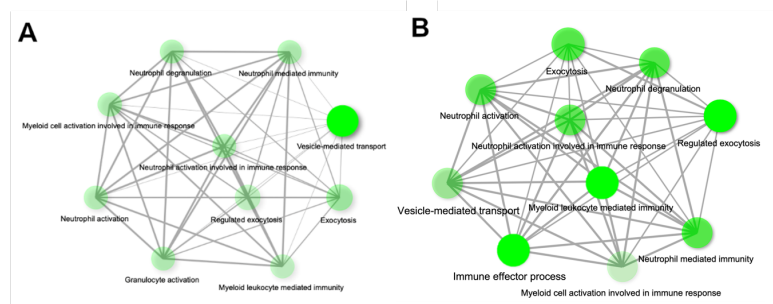 A
Neutrophil degranulation
Neutrophil mediated immunity
Myeloid cell activation involved in immune response
Vesicle-mediated transport
Neutrophil activation involved in immune response
Neutrophil activation
Regulated exocytosis
Exocytosis
Granulocyte activation
Myeloid leukocyte mediated immunity
B
Exocytosis
Neutrophil degranulation
Neutrophil activation
Regulated exocytosis
Neutrophil activation involved in immune response
Vesicle-mediated transport
Myeloid leukocyte mediated immunity
Neutrophil mediated immunity
Immune effector process
Myeloid cell activation involved in immune response